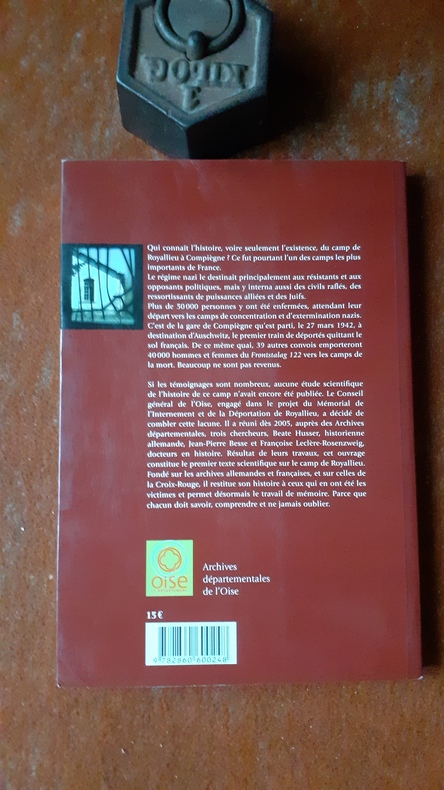 KILOG
3
Qui connaît l'histoire, voire seulement l'existence, du camp de
Royallieu à Compiègne ? Ce fut pourtant l'un des camps les plus
importants de France.
Le régime nazi le destinait principalement aux résistants et aux
opposants politiques, mais y interna aussi des civils raflés, des
ressortissants de puissances alliées et des Juifs.
Plus de 50 000 personnes y ont été enfermées, attendant leur
départ vers les camps de concentration et d'extermination nazis.
C'est de la gare de Compiègne qu'est parti, le 27 mars 1942, à
destination d'Auschwitz, le premier train de déportés quittant le
sol français. De ce même quai, 39 autres convois emporteront
40 000 hommes et femmes du Frontstalag 122 vers les camps de
la mort. Beaucoup ne sont pas revenus.
Si les témoignages sont nombreux, aucune étude scientifique
de l'histoire de ce camp n'avait encore été publiée. Le Conseil
général de l'Oise, engagé dans le projet du Mémorial de
l'Internement et de la Déportation de Royallieu, a décidé de
combler cette lacune. Il a réuni dès 2005, auprès des Archives
départementales, trois chercheurs, Beate Husser, historienne
allemande, Jean-Pierre Besse et Françoise Leclère-Rosenzweig,
docteurs en histoire. Résultat de leurs travaux, cet ouvrage
constitue le premier texte scientifique sur le camp de Royallieu.
Fondé sur les archives allemandes et françaises, et sur celles de
la Croix-Rouge, il restitue son histoire à ceux qui en ont été les
victimes et permet désormais le travail de mémoire. Parce que
chacun doit savoir, comprendre et ne jamais oublier.
oise
Archives
départementales
de l'Oise
15 €
9 782860 600248